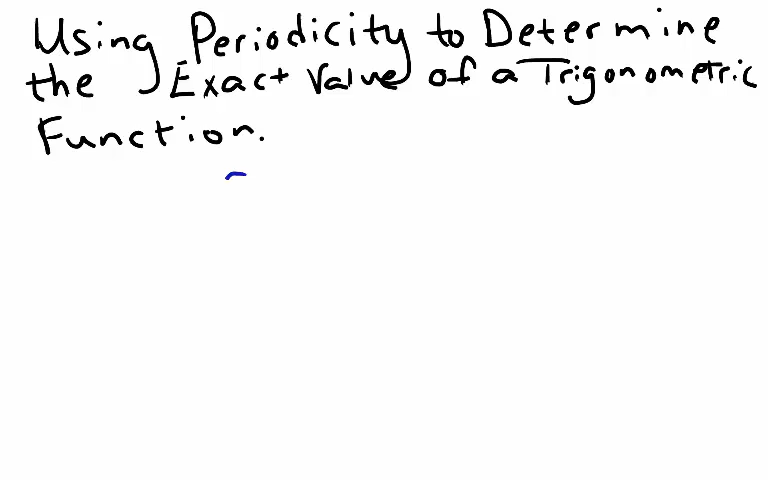 Using Periodicity to Determine
the Exact Value of a Trigonometric
Function.